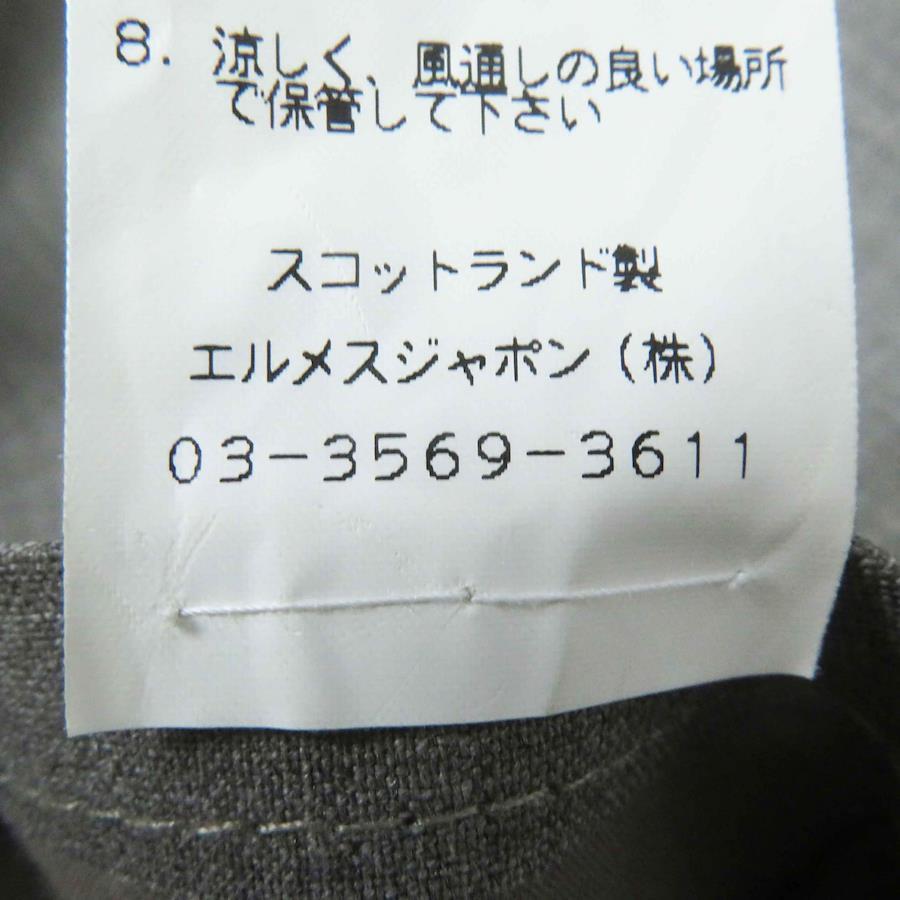 8. 涼しく、風通しの良い場所
で保管して下さい
スコットランド製
エルメスジャポン（株）
03-3569-3611